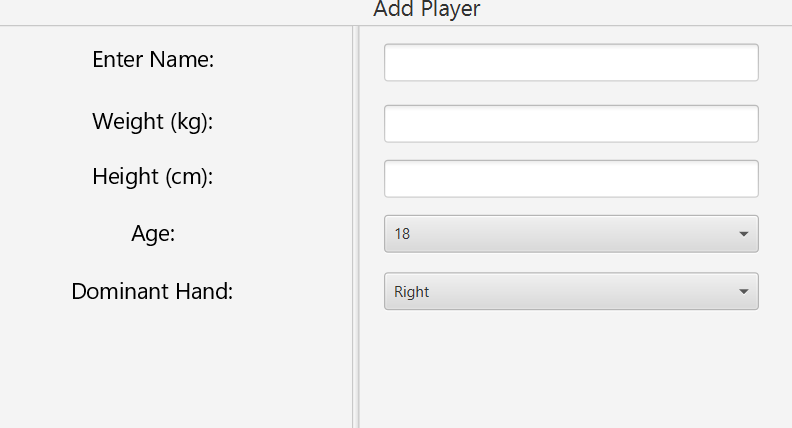 Add Player
Enter Name:
Weight (kg):
Height (cm):
Age:
18
Dominant Hand:
Right